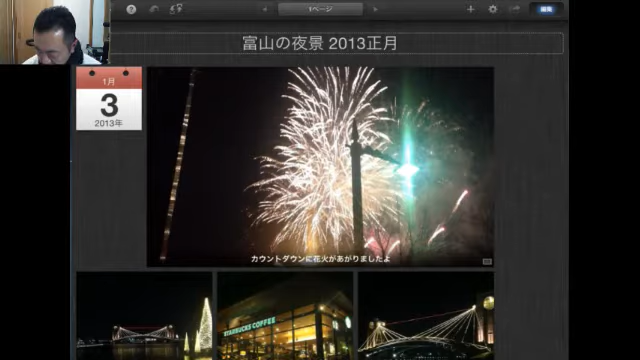 1ページ
編集
富山の夜景 2013正月
1月
3
2013年
カウントダウンに花火があがりましたよ
STARBUCKS COFFEE